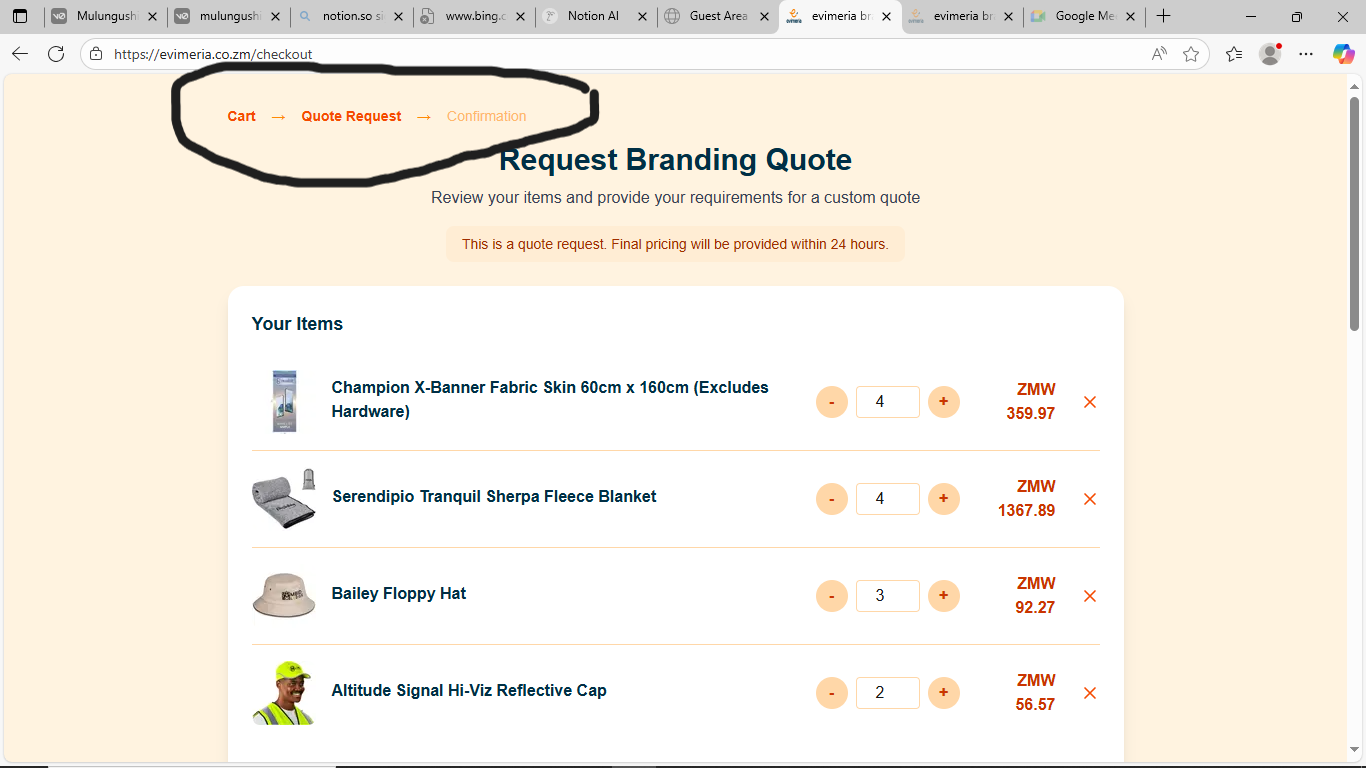 Mulungush
mulungushi
notion.so si
www.bing.c
Notion AI
Guest Area
evimeria bra
evimeria bra
Google Mee
https://evimeria.co.zm/checkout
Cart → Quote Request → Confirmation
Request Branding Quote
Review your items and provide your requirements for a custom quote
This is a quote request. Final pricing will be provided within 24 hours.
Your Items
Champion X-Banner Fabric Skin 60cm x 160cm (Excludes
Hardware)
- 4 +
ZMW
359.97
Serendipio Tranquil Sherpa Fleece Blanket
- 4 +
ZMW
1367.89
Bailey Floppy Hat
- 3 +
ZMW
92.27
Altitude Signal Hi-Viz Reflective Cap
- 2 +
ZMW
56.57